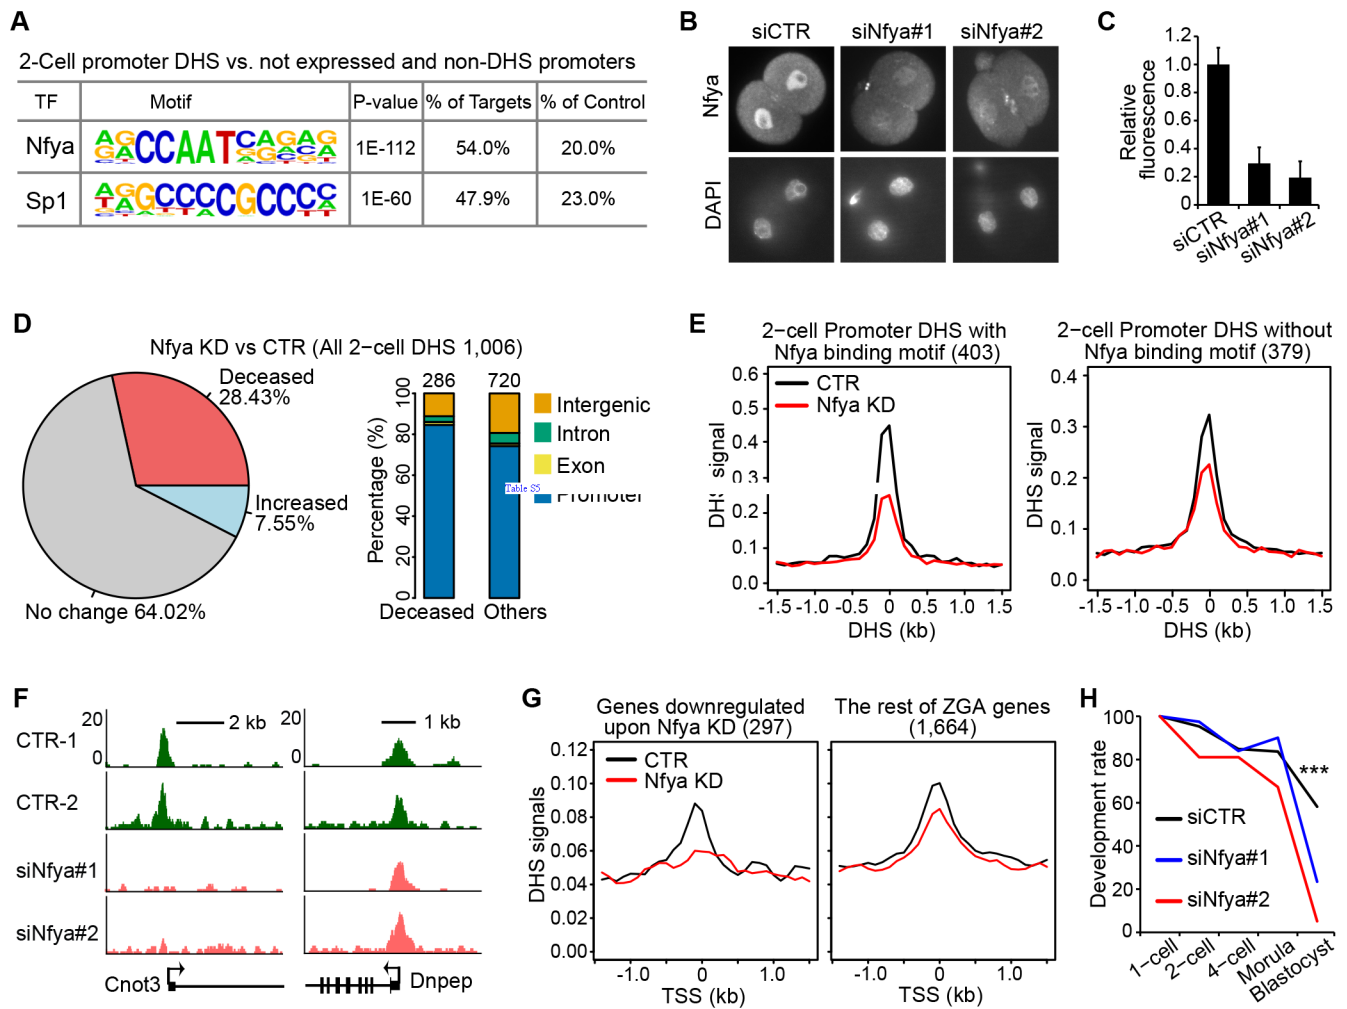 A
2-Cell promoter DHS vs. not expressed and non-DHS promoters
TF Motif P-value % of Targets % of Control
Nfya CCAAT 1E-112 54.0% 20.0%
Sp1 GCCCCGCCCC 1E-60 47.9% 23.0%
B
siCTR siNfya#1 siNfya#2
Nfya
DAPI
C
Relative
fluorescence
1.2
1.0
0.8
0.6
0.4
0.2
0
siCTR
siNfya#1
siNfya#2
D
Nfya KD vs CTR (All 2-cell DHS 1,006)
Deceased
28.43%
Increased
7.55%
No change 64.02%
Percentage (%)
0 20 40 60 80 100
286 720
Deceased Others
Intergenic
Intron
Exon
Table S5
Promoter
E
2-cell Promoter DHS with
Nfya binding motif (403)
CTR
Nfya KD
DHS signal
0.6
0.5
0.4
0.3
0.1
0.0
-1.5 -0.5 0 0.5 1.0 1.5
DHS (kb)
2-cell Promoter DHS without
Nfya binding motif (379)
DHS signal
0.4
0.3
0.2
0.1
0.0
-1.5 -0.5 0 0.5 1.0 1.5
DHS (kb)
F
20
0
2 kb
20
0
1 kb
CTR-1
CTR-2
siNfya#1
siNfya#2
Cnot3
Dnpep
G
Genes downregulated
upon Nfya KD (297)
CTR
Nfya KD
DHS signals
0.12
0.10
0.08
0.06
0.04
0.02
0.00
-1.0 0 1.0
TSS (kb)
The rest of ZGA genes
(1,664)
-1.0 0 1.0
TSS (kb)
H
Development rate
100
80
60
40
20
0
***
siCTR
siNfya#1
siNfya#2
1-cell
2-cell
4-cell
Morula
Blastocyst